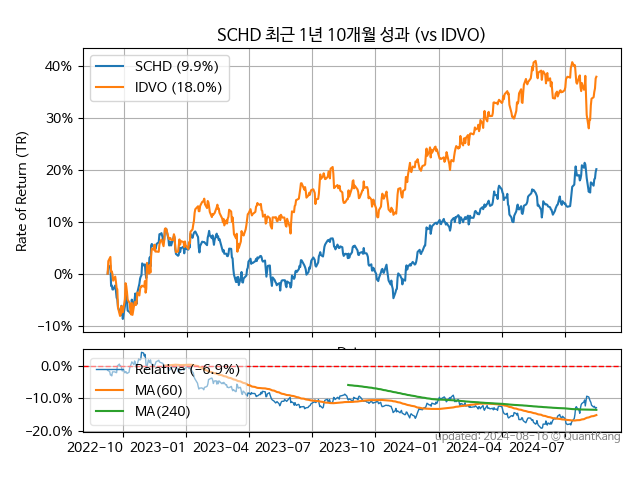 SCHD 최근 1년 10개월 성과 (vs IDVO)
Rate of Return (TR)
40%
30%
20%
10%
0%
−10%
SCHD (9.9%)
IDVO (18.0%)
0.0%
−10.0%
−20.0%
Relative (−6.9%)
MA(60)
MA(240)
2022-10 2023-01 2023-04 2023-07 2023-10 2024-01 2024-04 2024-07
Updated: 2024-08-16 © QuantKang